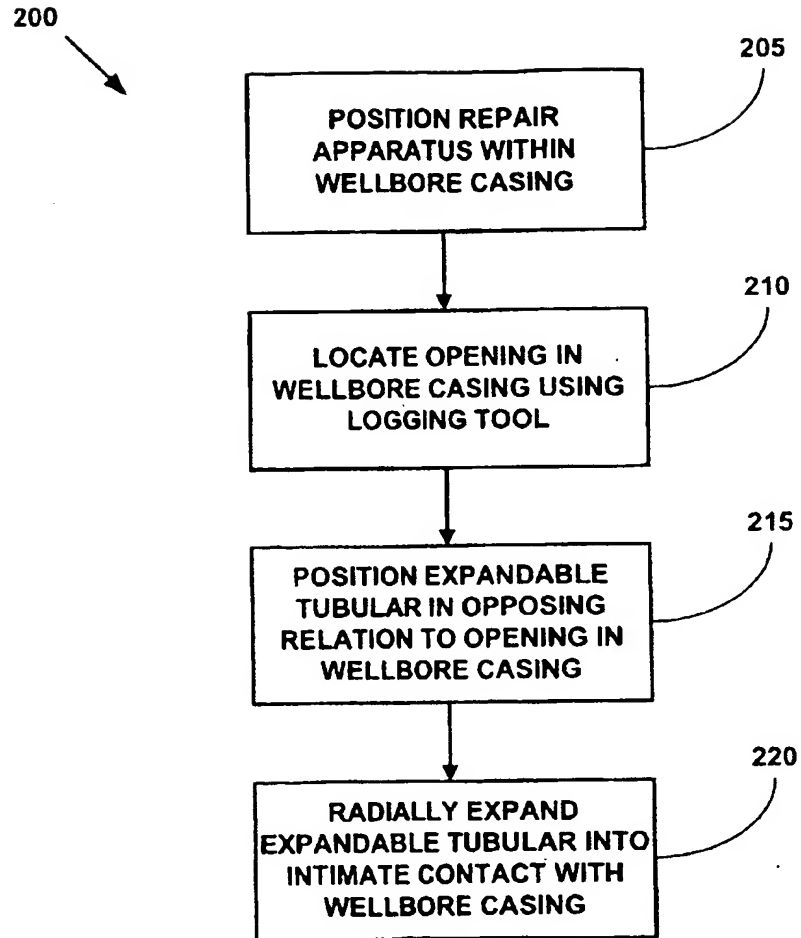 200
205
POSITION REPAIR
APPARATUS WITHIN
WELLBORE CASING
210
LOCATE OPENING IN
WELLBORE CASING USING
LOGGING TOOL
215
POSITION EXPANDABLE
TUBULAR IN OPPOSING
RELATION TO OPENING IN
WELLBORE CASING
220
RADIALLY EXPAND
EXPANDABLE TUBULAR INTO
INTIMATE CONTACT WITH
WELLBORE CASING